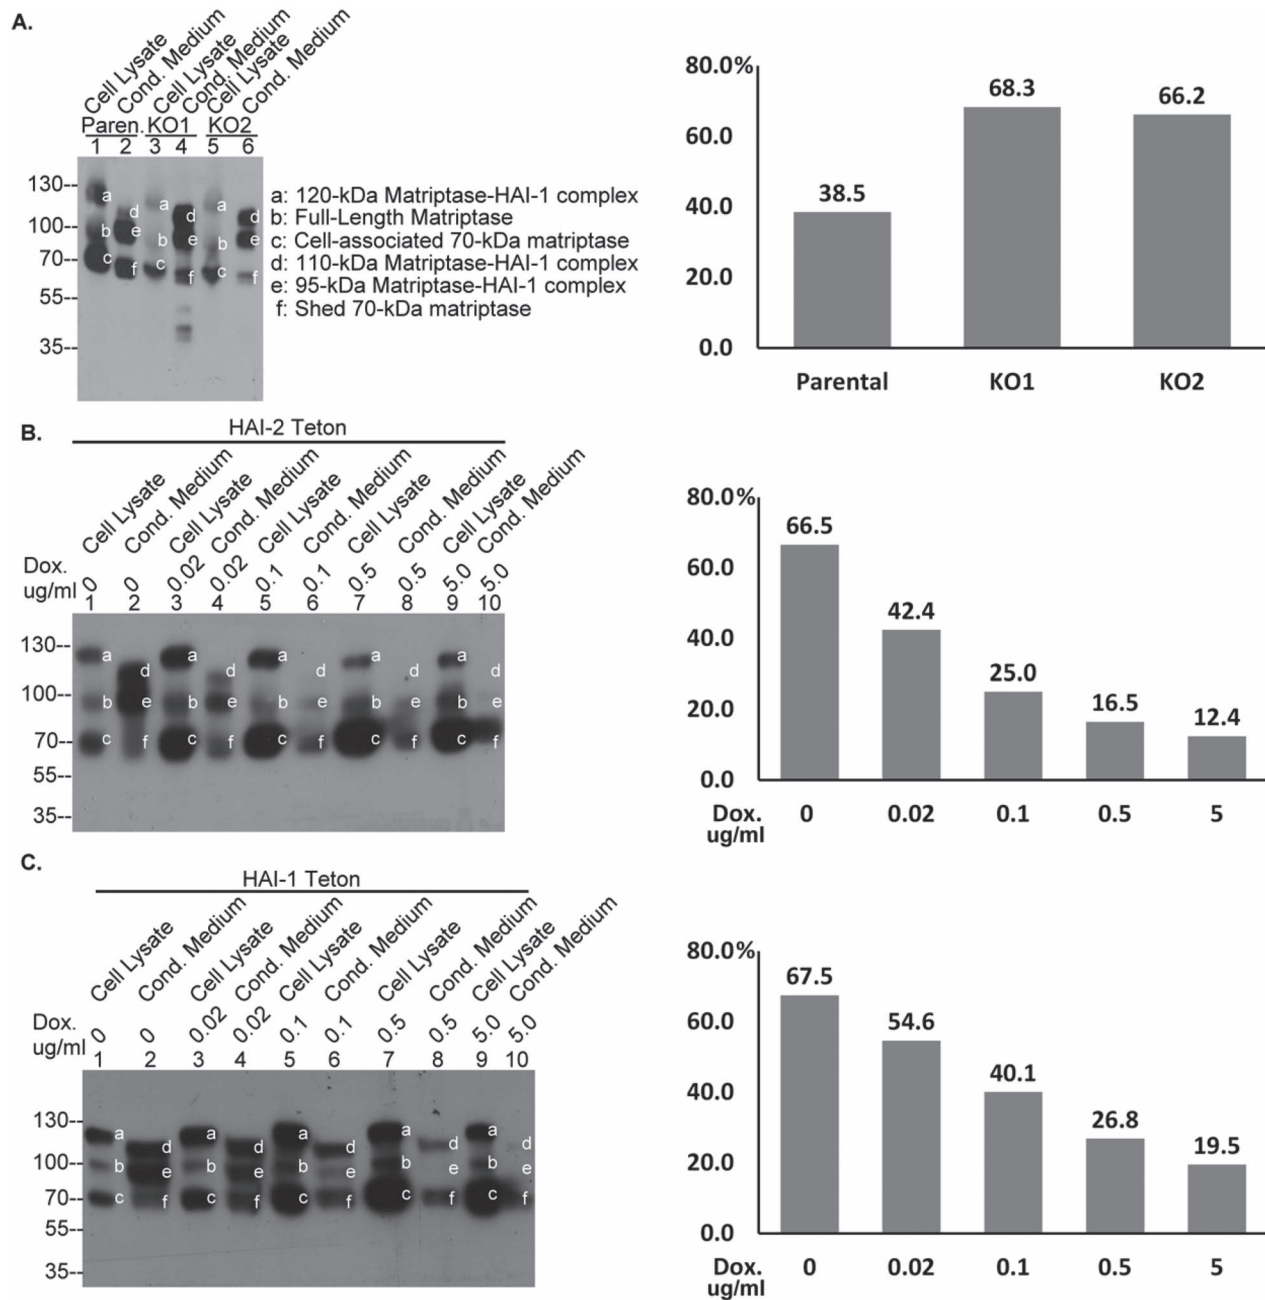 A.
Cell Lysate
Cond. Medium
Cell Lysate
Cond. Medium
Cell Lysate
Cond. Medium
Paren. KO1 KO2
1 2 3 4 5 6
130--
100--
70--
55--
35--
a a a
b b b
c c c
d d d
e e e
f f f
a: 120-kDa Matriptase-HAI-1 complex
b: Full-Length Matriptase
c: Cell-associated 70-kDa matriptase
d: 110-kDa Matriptase-HAI-1 complex
e: 95-kDa Matriptase-HAI-1 complex
f: Shed 70-kDa matriptase
80.0%
60.0
40.0
20.0
0.0
38.5 68.3 66.2
Parental KO1 KO2
B.
HAI-2 Teton
Cell Lysate
Cond. Medium
Cell Lysate
Cond. Medium
Cell Lysate
Cond. Medium
Cell Lysate
Cond. Medium
Cell Lysate
Cond. Medium
Dox.
ug/ml 0 0 0.02 0.02 0.1 0.1 0.5 0.5 5.0 5.0
1 2 3 4 5 6 7 8 9 10
130--
100--
70--
55--
35--
a a a a a
d d d d d
b e b e b e b e b e
c f c f c f c f c f
80.0%
60.0
40.0
20.0
0.0
66.5 42.4 25.0 16.5 12.4
Dox.
ug/ml 0 0.02 0.1 0.5 5
C.
HAI-1 Teton
Cell Lysate
Cond. Medium
Cell Lysate
Cond. Medium
Cell Lysate
Cond. Medium
Cell Lysate
Cond. Medium
Cell Lysate
Cond. Medium
Dox.
ug/ml 0 0 0.02 0.02 0.1 0.1 0.5 0.5 5.0 5.0
1 2 3 4 5 6 7 8 9 10
130--
100--
70--
55--
35--
a a a a a
d d d d d
b e b e b e b e b e
c f c f c f c f c f
80.0%
60.0
40.0
20.0
0.0
67.5 54.6 40.1 26.8 19.5
Dox.
ug/ml 0 0.02 0.1 0.5 5